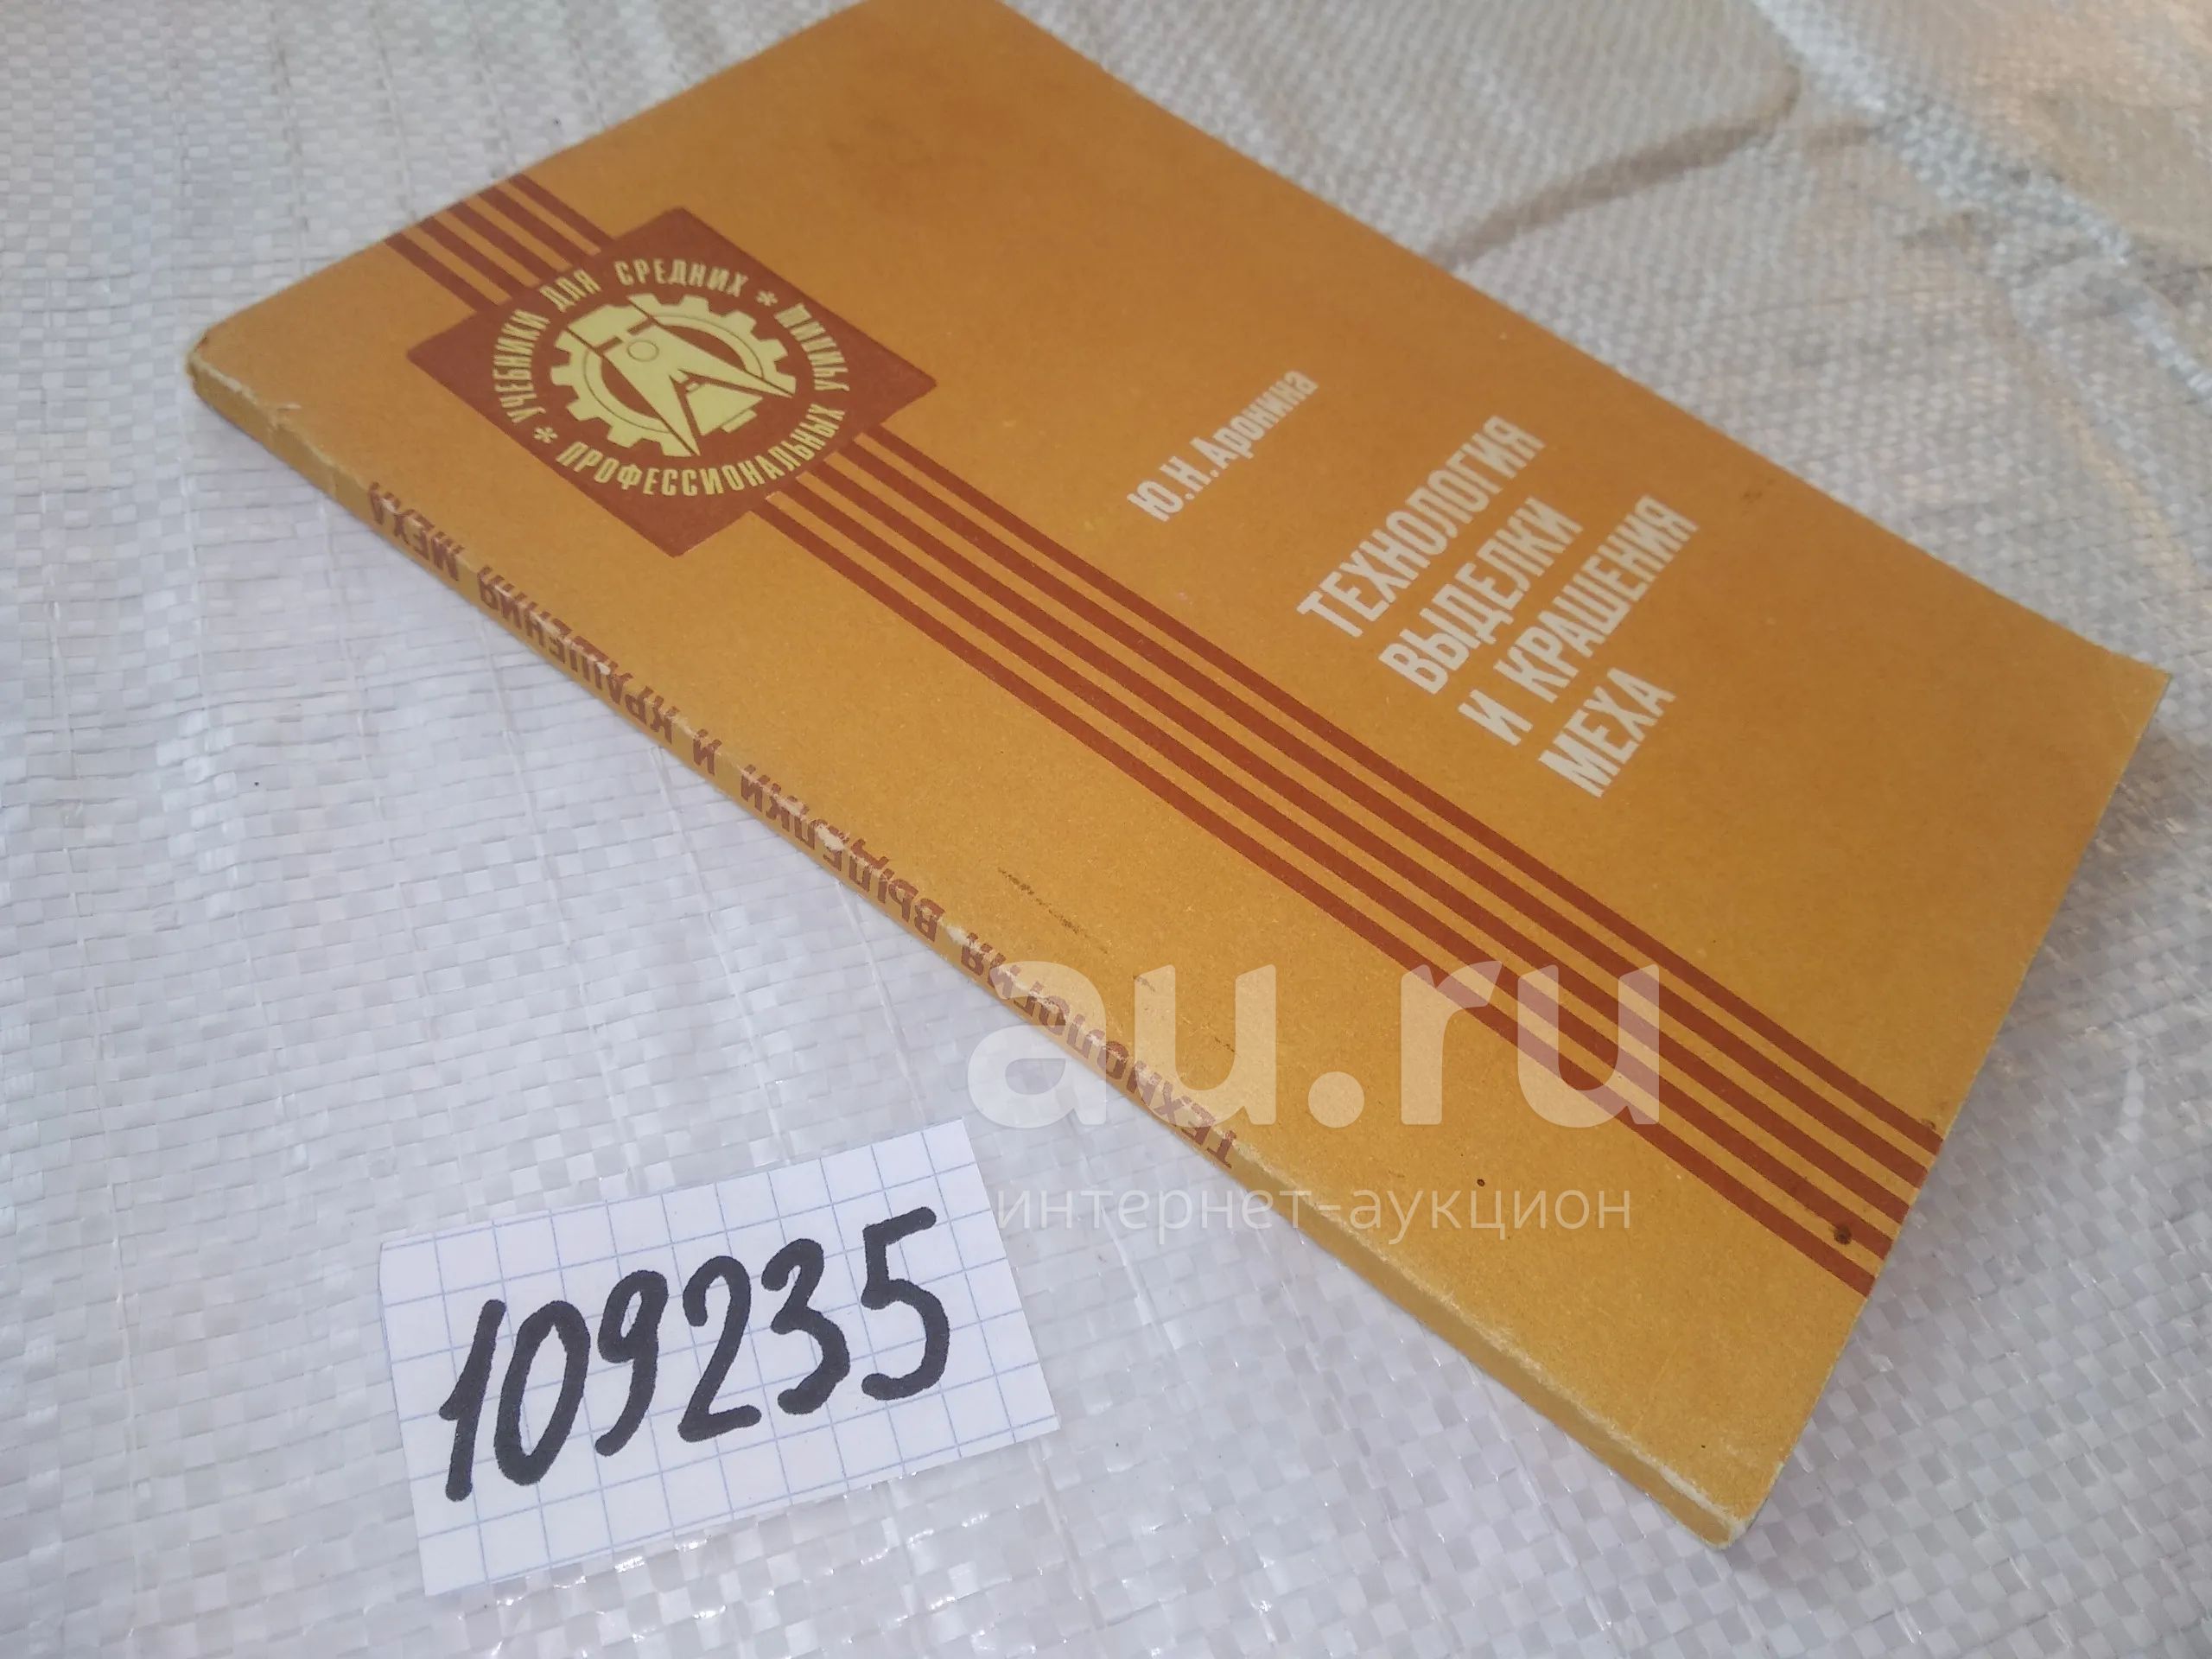 УЧЕБНИКИ ДЛЯ СРЕДНИХ * ПРОФЕССИОНАЛЬНЫХ УЧИЛИЩ *
Ю.Н.Аронина
ТЕХНОЛОГИЯ
ВЫДЕЛКИ
И КРАШЕНИЯ
МЕХА
ТЕХНОЛОГИЯ ВЫДЕЛКИ И КРАШЕНИЯ МЕХА
au.ru
интернет-аукцион
109235